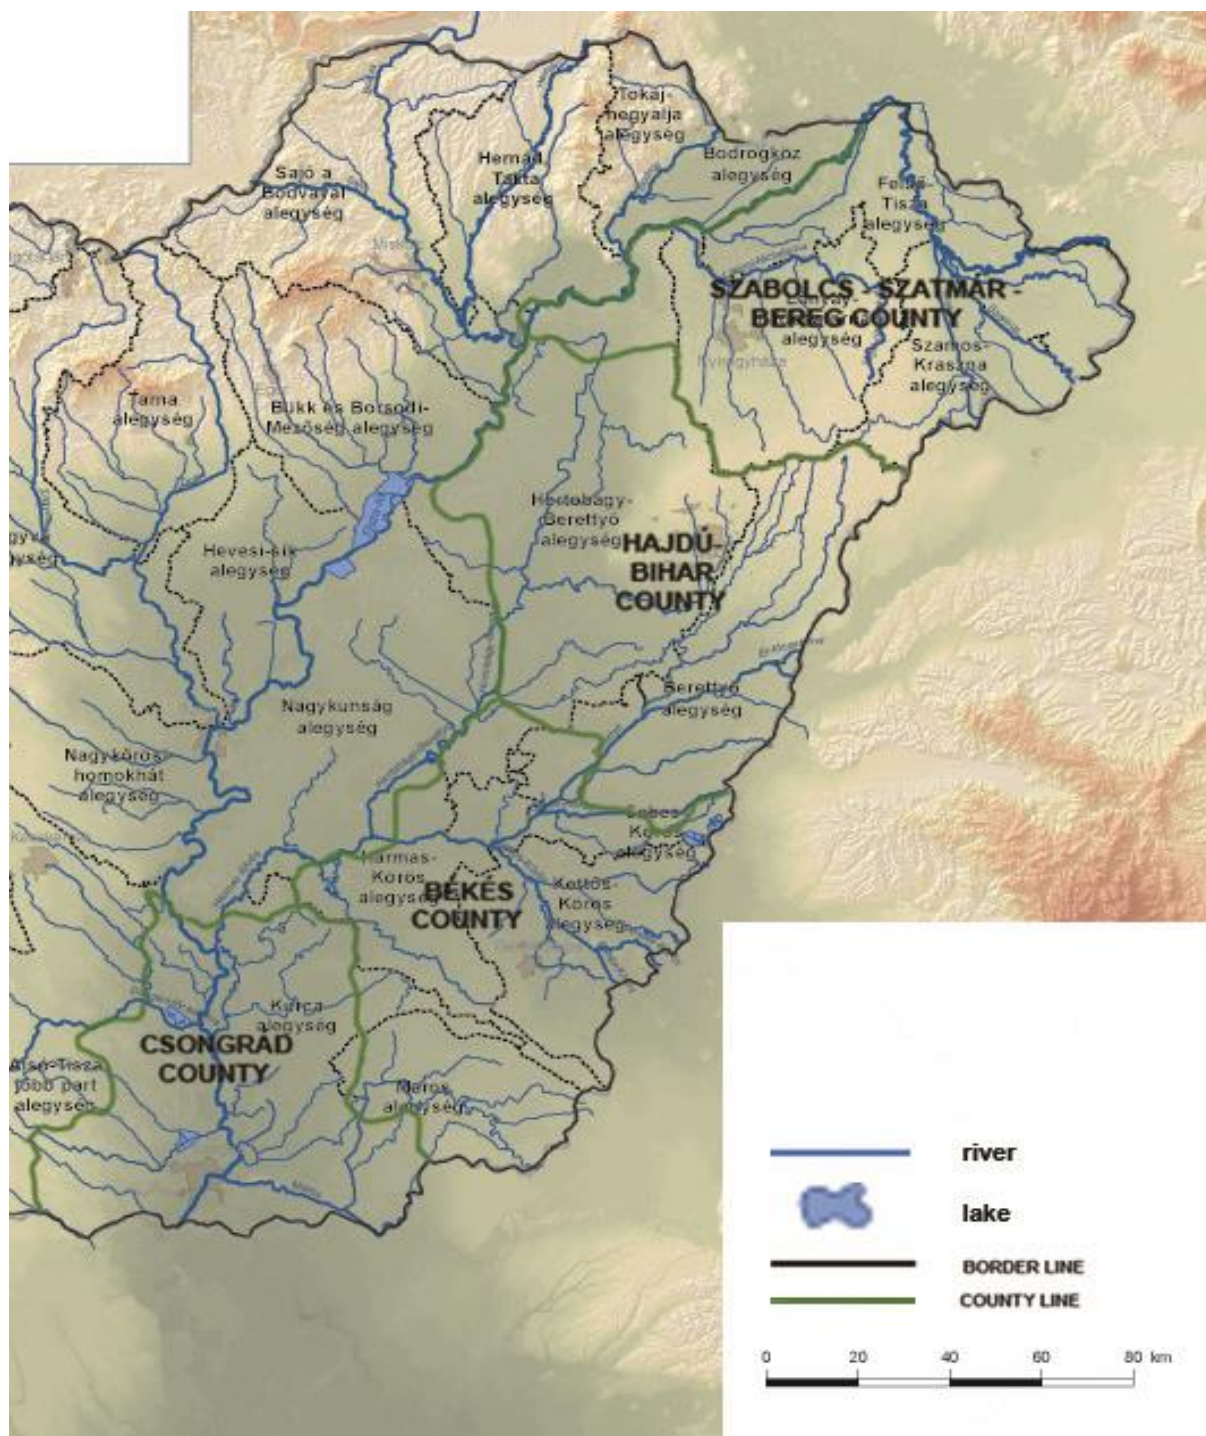 Tokaj-
hegyalja
alegység
Bodrogköz
alegység
Hernád,
Takta
alegység
Sajó a
Bódvával
alegység
Felső-
Tisza
alegység
SZABOLCS - SZATMÁR -
BEREG COUNTY
alegység
Nyíregyháza
Szamos-
Kraszna
alegység
Tarna
alegység
Bükk és Borsodi-
Mezőség alegység
Hortobágy-
Berettyó
alegység
HAJDÚ-
BIHAR
COUNTY
Hevesi-sík
alegység
Berettyó
alegység
Nagykunság
alegység
Nagykőrös-
homokhát
alegység
Sebes-
Körös
alegység
Hármas-
Körös
alegység
BÉKÉS
COUNTY
Kettős-
Körös
alegység
Kurca
alegység
CSONGRÁD
COUNTY
Alsó-Tisza
jobb part
alegység
Maros
alegység
river
lake
BORDER LINE
COUNTY LINE
0 20 40 60 80 km